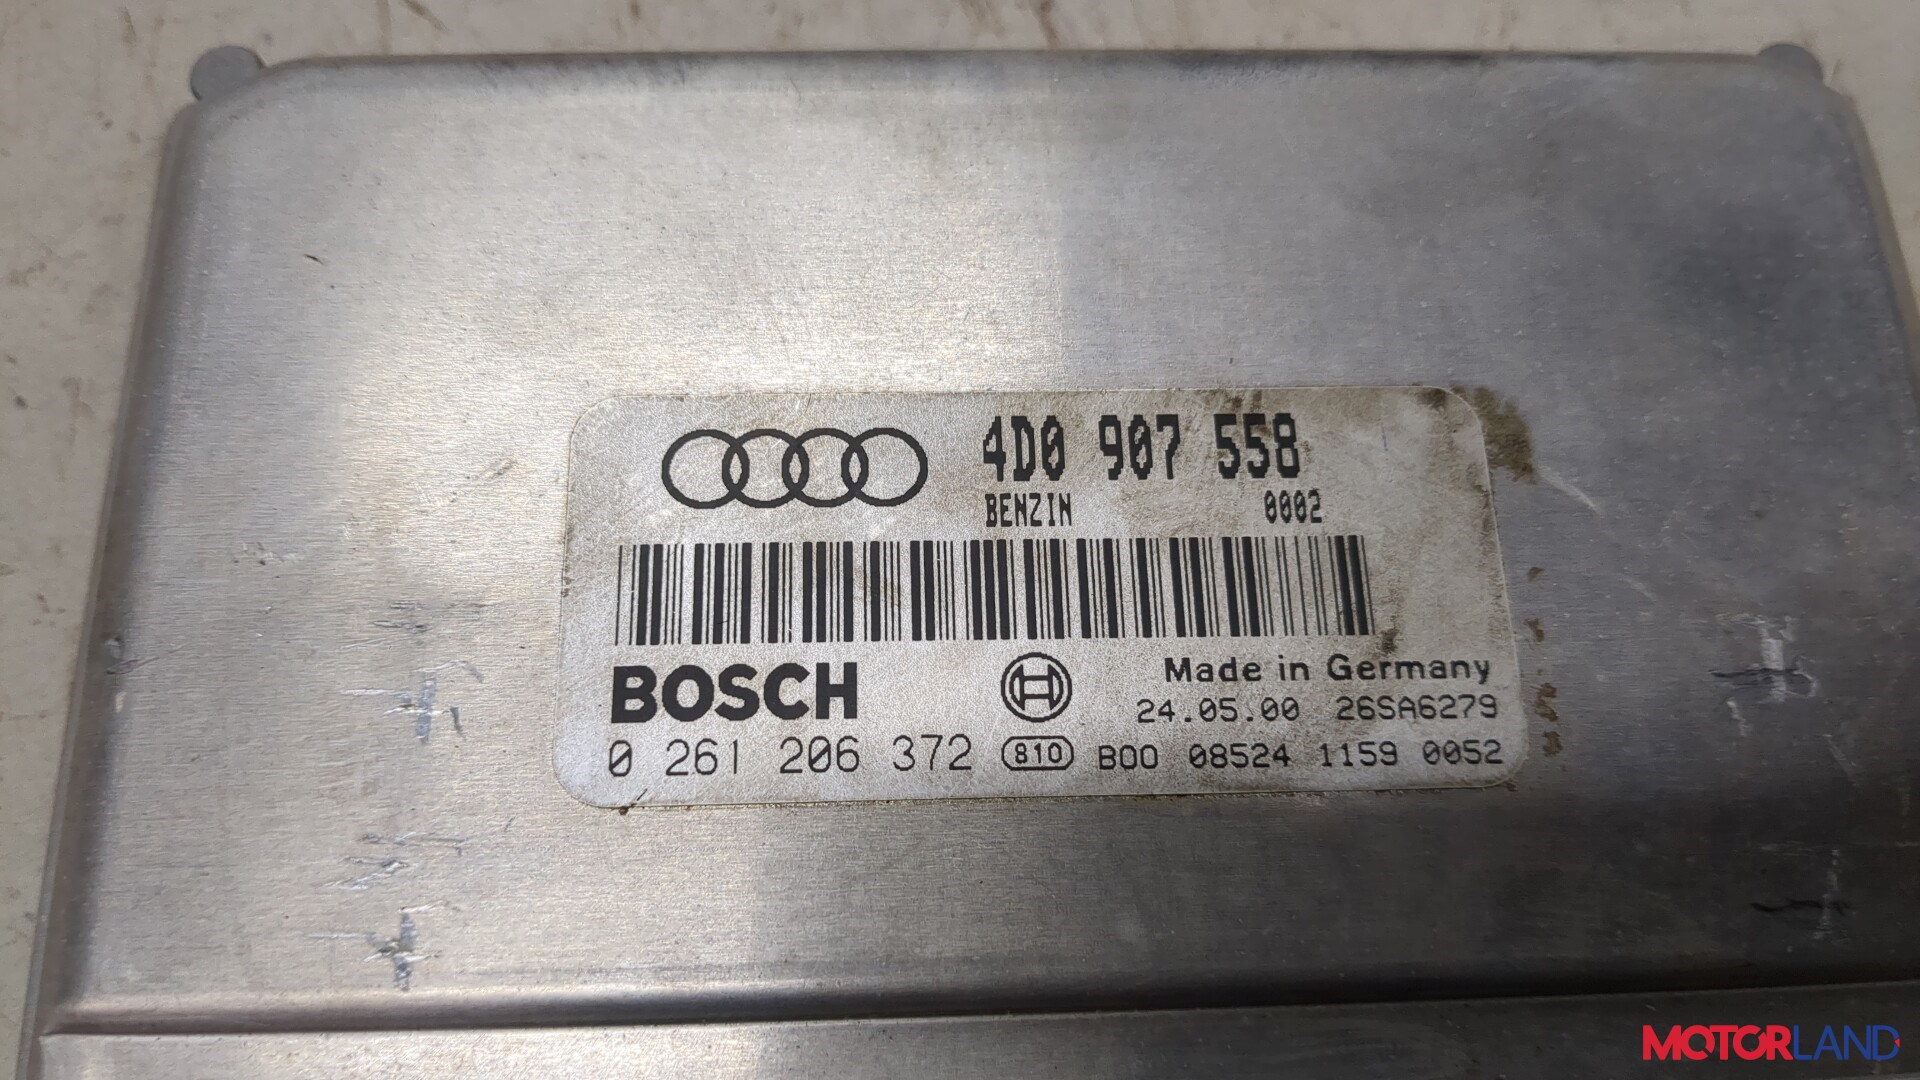 4D0 907 558
BENZIN 0002
BOSCH
Made in Germany
24.05.00 26SA6279
0 261 206 372 810 B00 08524 1159 0052
MOTORLAND